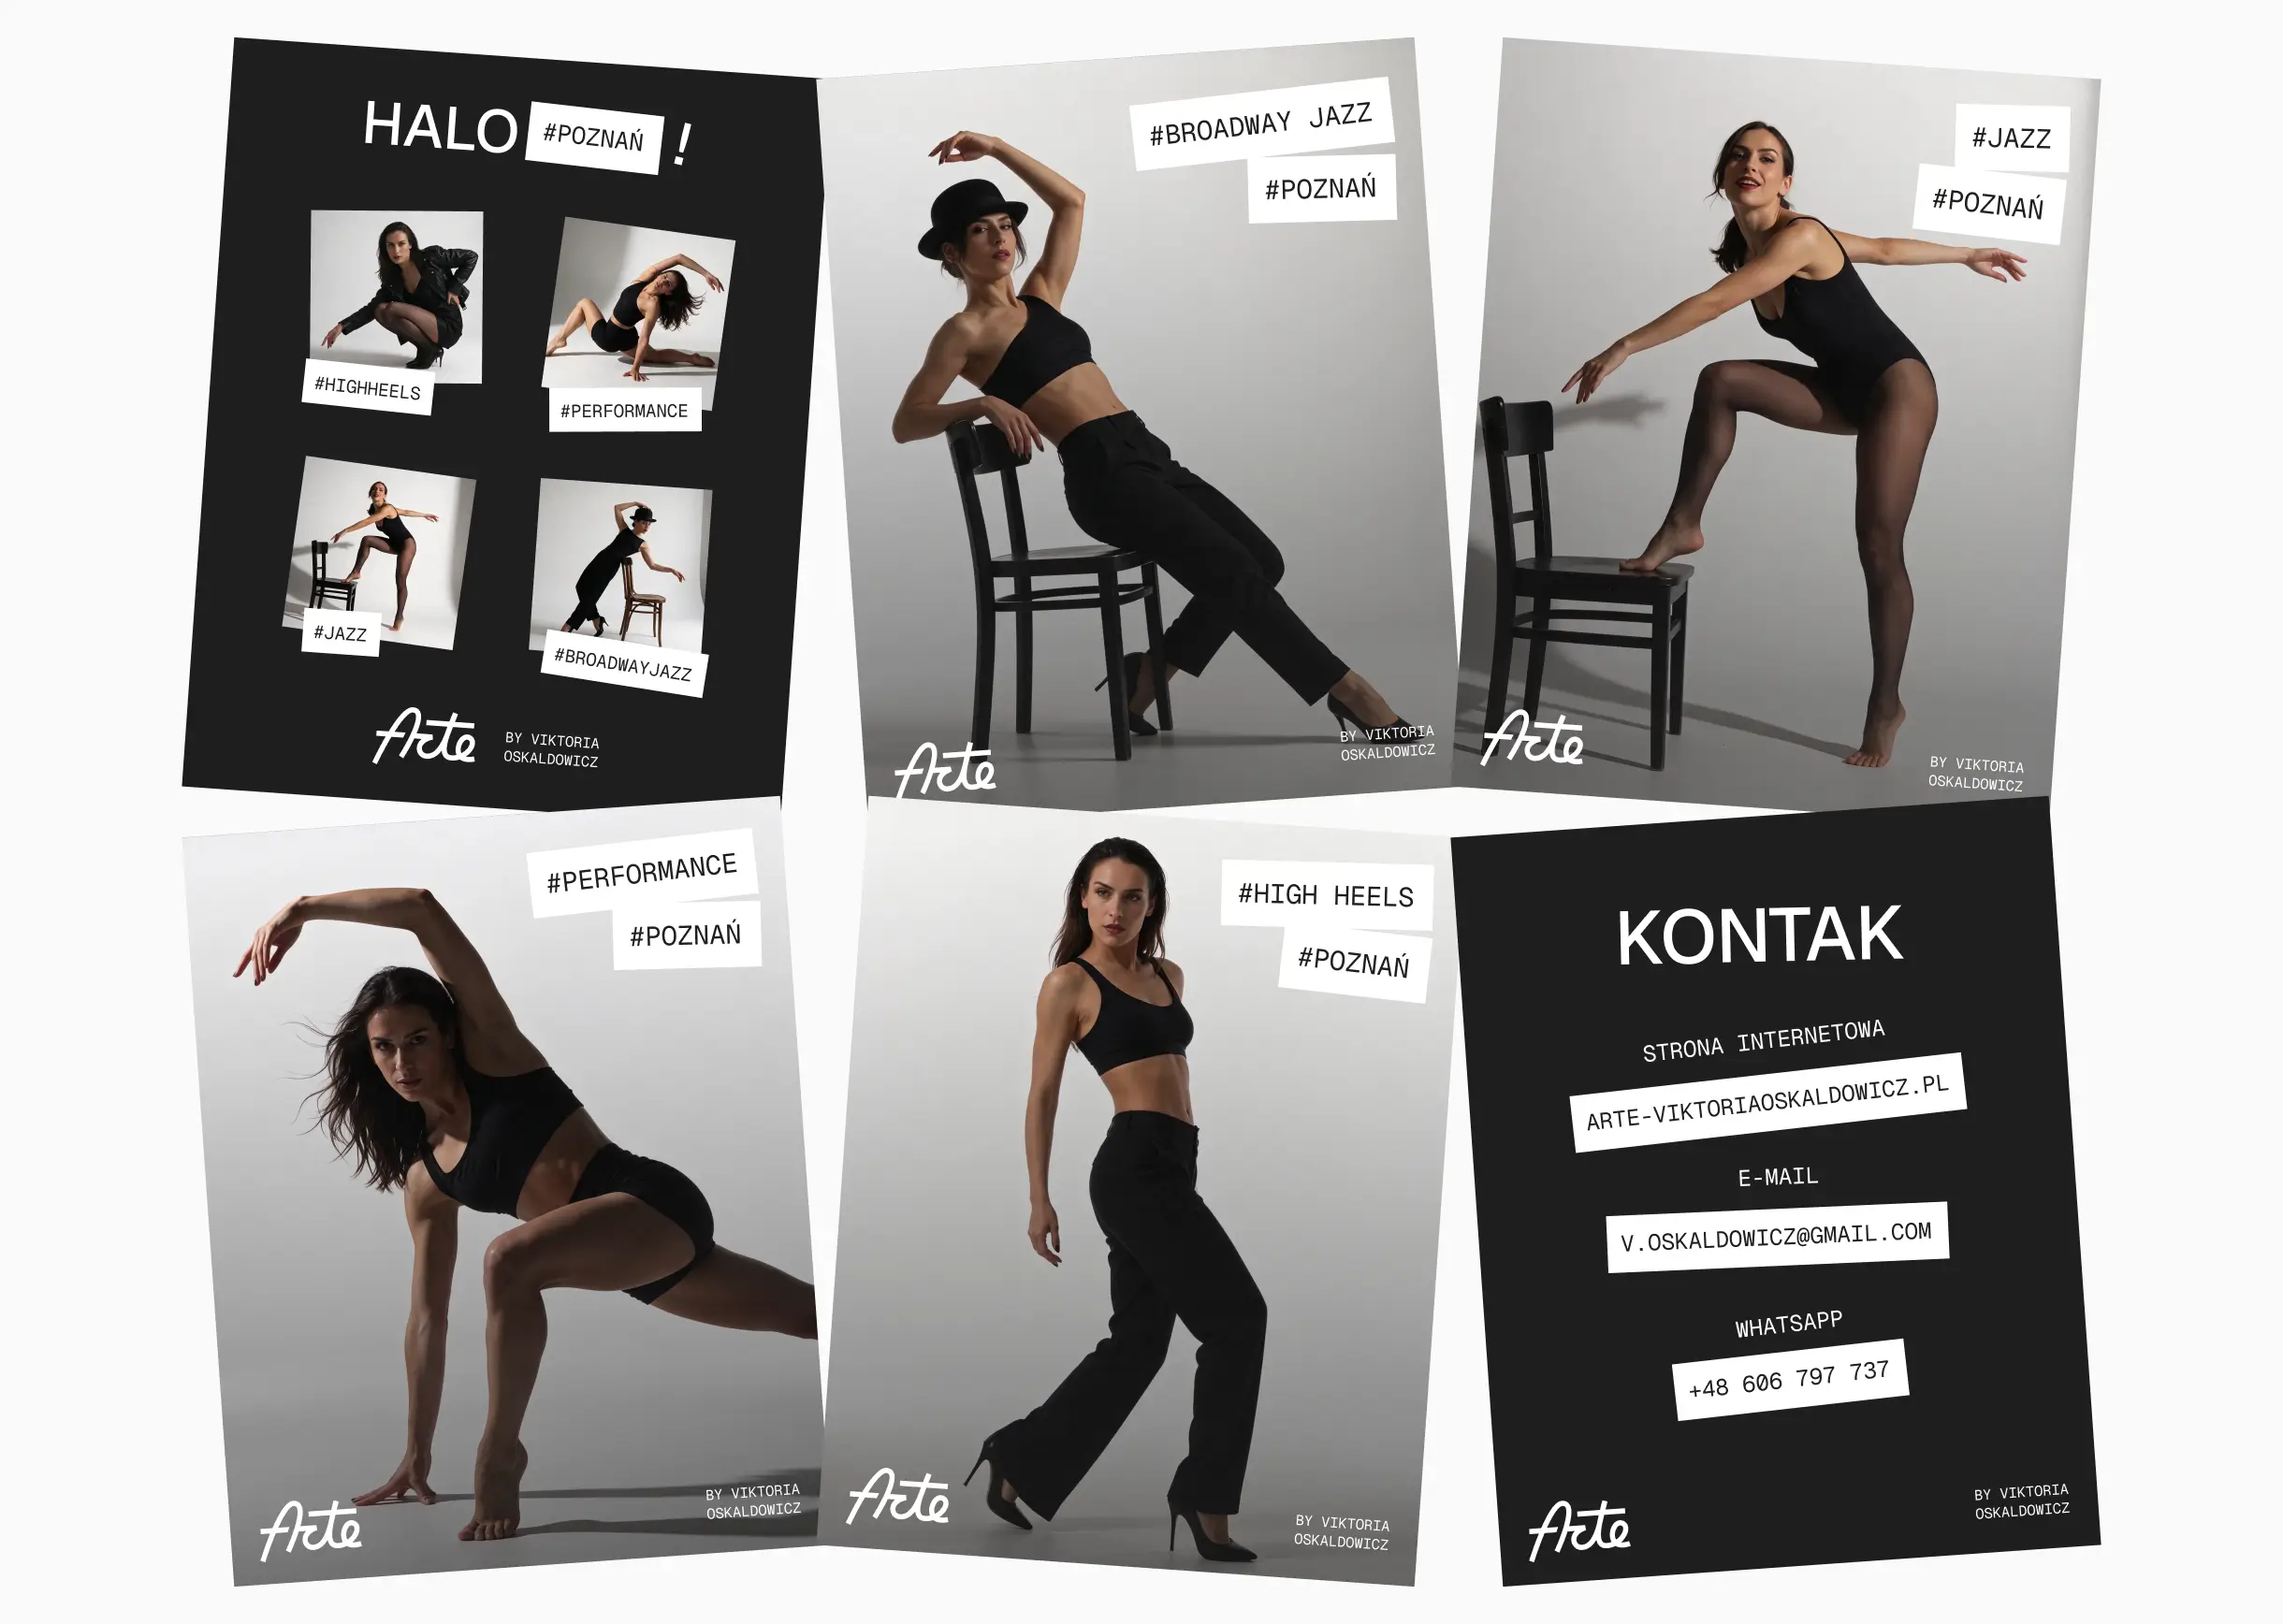 HALO #POZNAŃ !
#HIGHHEELS
#PERFORMANCE
#JAZZ
#BROADWAYJAZZ
Arte
BY VIKTORIA
OSKALDOWICZ
#BROADWAY JAZZ
#POZNAŃ
Arte
BY VIKTORIA
OSKALDOWICZ
#JAZZ
#POZNAŃ
Arte
BY VIKTORIA
OSKALDOWICZ
#PERFORMANCE
#POZNAŃ
Arte
BY VIKTORIA
OSKALDOWICZ
#HIGH HEELS
#POZNAŃ
Arte
BY VIKTORIA
OSKALDOWICZ
KONTAK
STRONA INTERNETOWA
ARTE-VIKTORIAOSKALDOWICZ.PL
E-MAIL
V.OSKALDOWICZ@GMAIL.COM
WHATSAPP
+48 606 797 737
Arte
BY VIKTORIA
OSKALDOWICZ